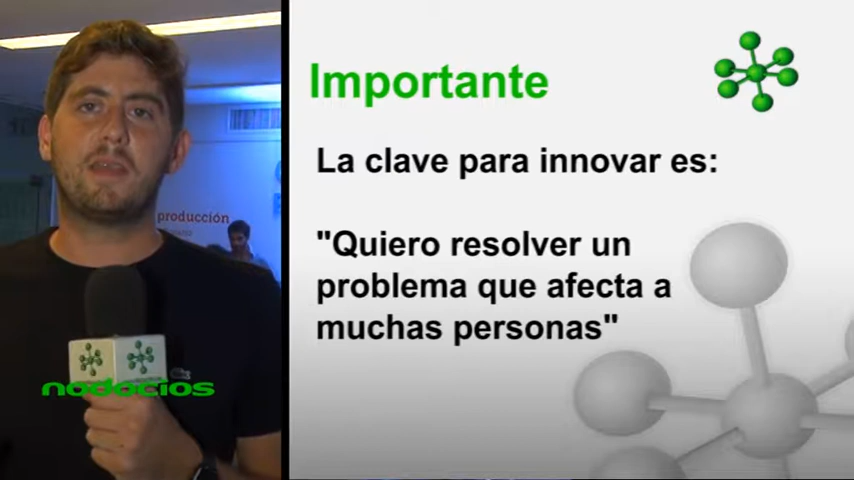 producción
nodocios
Importante
La clave para innovar es:
"Quiero resolver un
problema que afecta a
muchas personas"